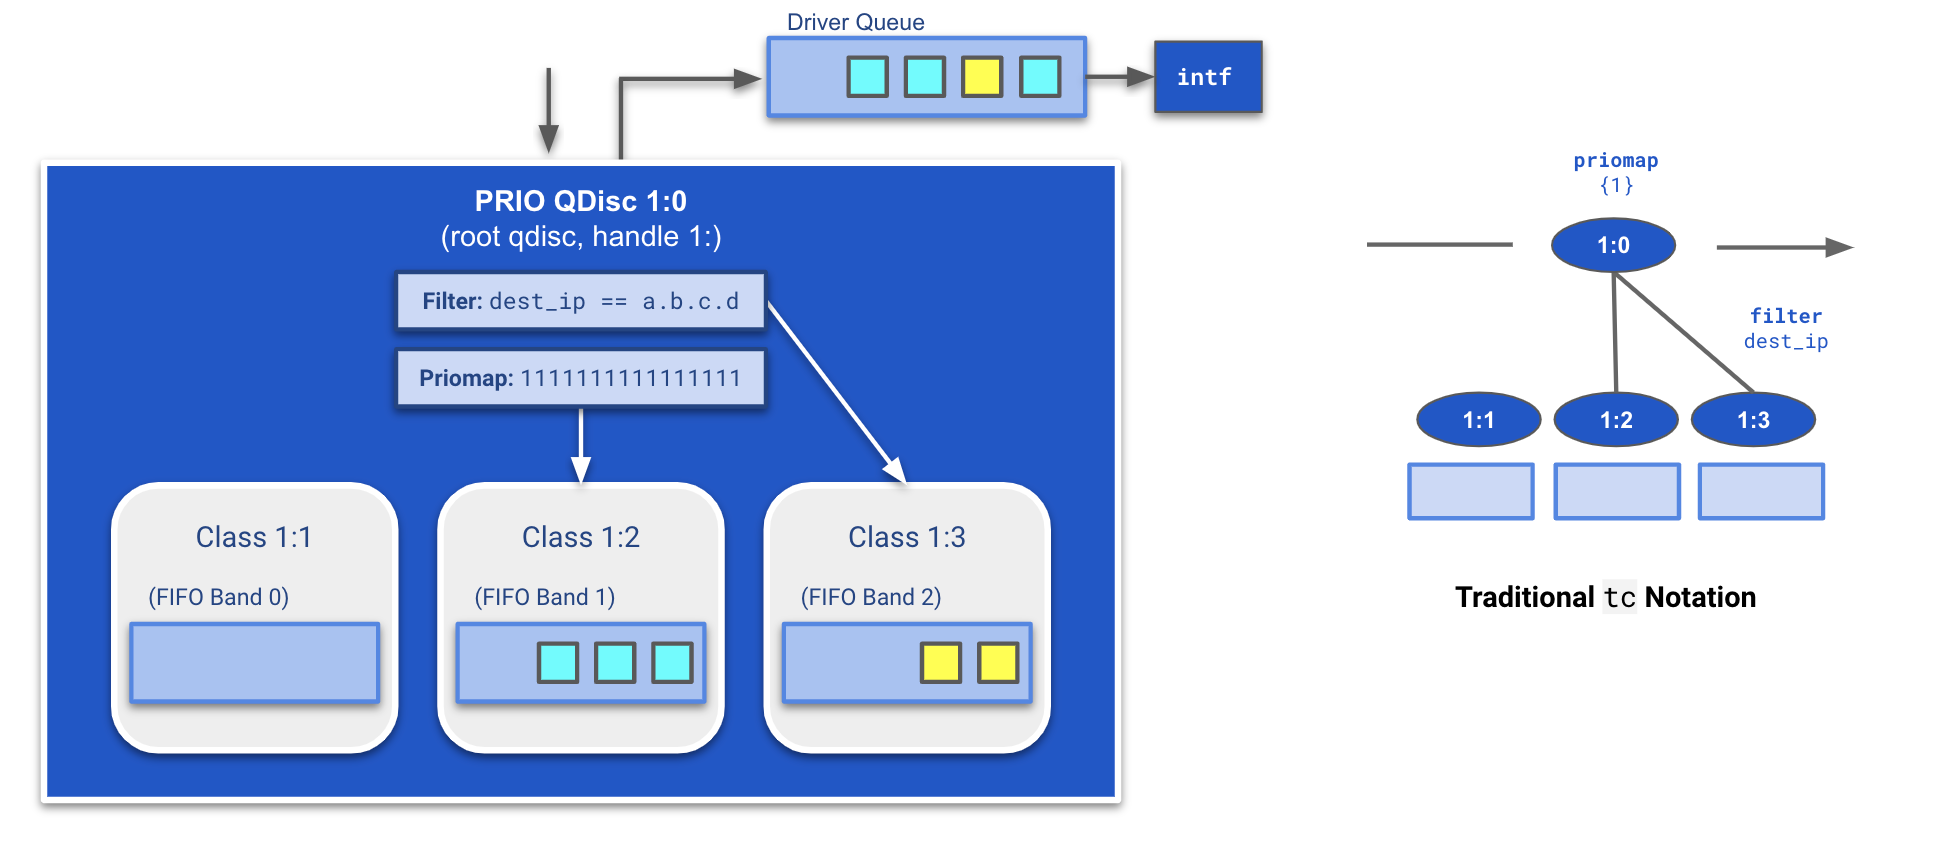 Driver Queue
intf
PRIO QDisc 1:0
(root qdisc, handle 1:)
Filter: dest_ip == a.b.c.d
Priomap: 1111111111111111
Class 1:1
(FIFO Band 0)
Class 1:2
(FIFO Band 1)
Class 1:3
(FIFO Band 2)
priomap
{1}
1:0
filter
dest_ip
1:1
1:2
1:3
Traditional tc Notation